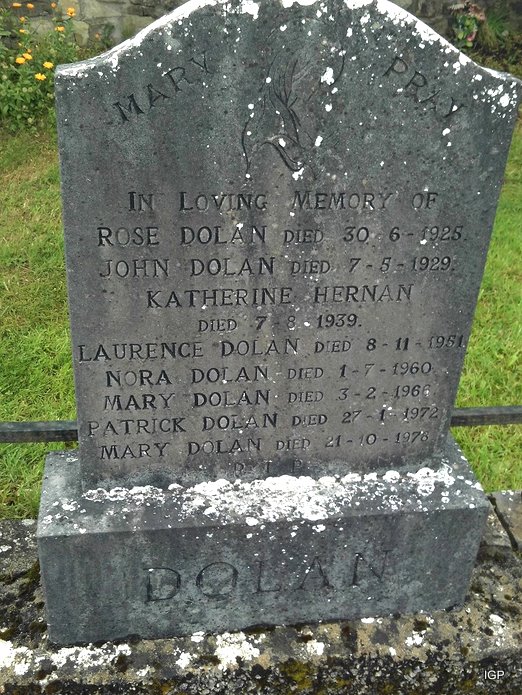 MARY PRAY
IN LOVING MEMORY OF
ROSE DOLAN DIED 30-6-1925
JOHN DOLAN DIED 7-5-1929.
KATHERINE HERNAN
DIED 7-8-1939.
LAURENCE DOLAN DIED 8-11-1951.
NORA DOLAN DIED 1-7-1960.
MARY DOLAN DIED 3-2-1966.
PATRICK DOLAN DIED 27-1-1972
MARY DOLAN DIED 21-10-1978
R.I.P.
DOLAN
IGP